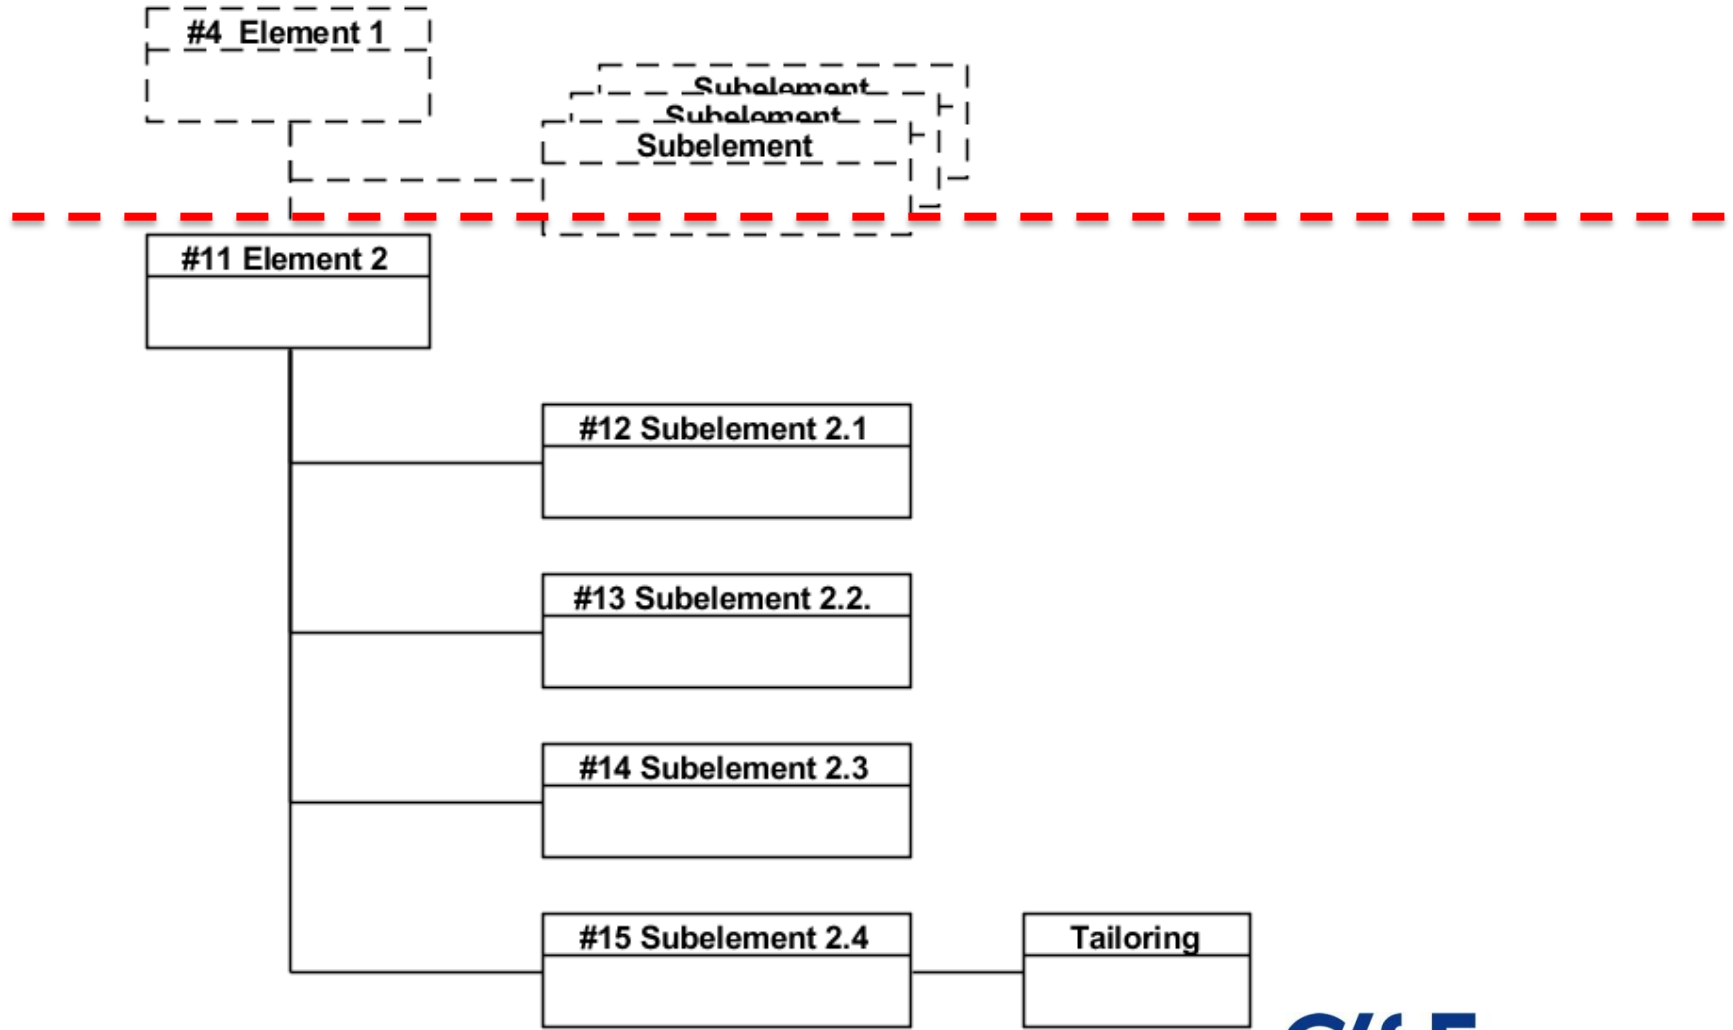 #4 Element 1
Subelement
Subelement
Subelement
#11 Element 2
#12 Subelement 2.1
#13 Subelement 2.2.
#14 Subelement 2.3
#15 Subelement 2.4
Tailoring